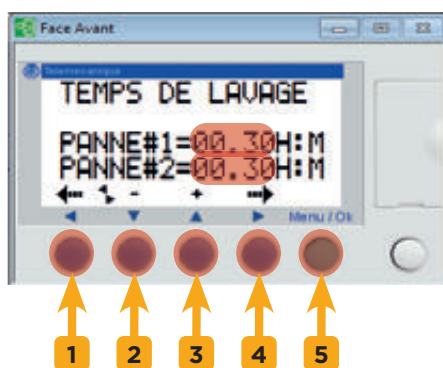 Face Avant
Telemecanique
TEMPS DE LAVAGE
PANNE#1=00.30H:M
PANNE#2=00.30H:M
- +
Menu / Ok
1 2 3 4 5